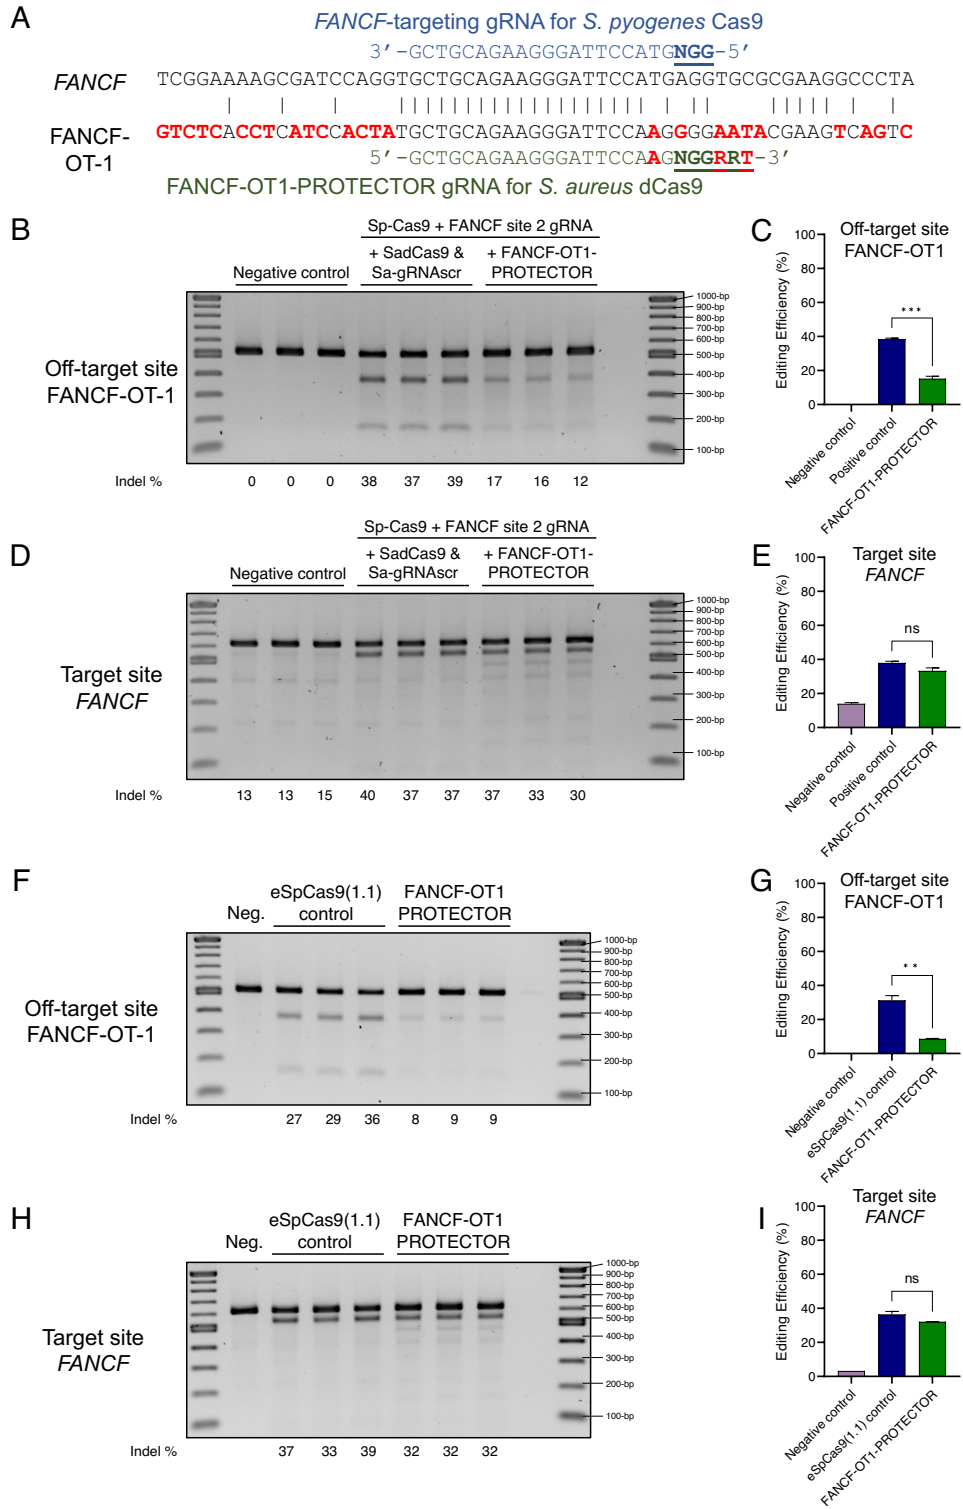 A
FANCF-targeting gRNA for S. pyogenes Cas9
3′-GCTGCAGAAGGGATTCCATGNGG-5′
FANCF TCGGAAAAGCGATCCAGGTGCTGCAGAAGGGATTCCATGAGGTGCGCGAAGGCCCTA
FANCF-OT-1 GTCTCACCTCATCCACTATGCTGCAGAAGGGATTCCAAGGGGAATACGAAGTCAGTC
5′-GCTGCAGAAGGGATTCCAAGNGGRRT-3′
FANCF-OT1-PROTECTOR gRNA for S. aureus dCas9
B
Sp-Cas9 + FANCF site 2 gRNA
Negative control
+ SadCas9 &
Sa-gRNAscr
+ FANCF-OT1-
PROTECTOR
Off-target site
FANCF-OT-1
1000-bp
900-bp
800-bp
700-bp
600-bp
500-bp
400-bp
300-bp
200-bp
100-bp
Indel % 0 0 0 38 37 39 17 16 12
C
Off-target site
FANCF-OT1
Editing Efficiency (%)
100
80
60
40
20
0
***
Negative control
Positive control
FANCF-OT1-PROTECTOR
D
Sp-Cas9 + FANCF site 2 gRNA
Negative control
+ SadCas9 &
Sa-gRNAscr
+ FANCF-OT1-
PROTECTOR
Target site
FANCF
1000-bp
900-bp
800-bp
700-bp
600-bp
500-bp
400-bp
300-bp
200-bp
100-bp
Indel % 13 13 15 40 37 37 37 33 30
E
Target site
FANCF
Editing Efficiency (%)
100
80
60
40
20
0
ns
Negative control
Positive control
FANCF-OT1-PROTECTOR
F
Neg.
eSpCas9(1.1)
control
FANCF-OT1
PROTECTOR
Off-target site
FANCF-OT-1
1000-bp
900-bp
800-bp
700-bp
600-bp
500-bp
400-bp
300-bp
200-bp
100-bp
Indel % 27 29 36 8 9 9
G
Off-target site
FANCF-OT1
Editing Efficiency (%)
100
80
60
40
20
0
**
Negative control
eSpCas9(1.1) control
FANCF-OT1-PROTECTOR
H
Neg.
eSpCas9(1.1)
control
FANCF-OT1
PROTECTOR
Target site
FANCF
1000-bp
900-bp
800-bp
700-bp
600-bp
500-bp
400-bp
300-bp
200-bp
100-bp
Indel % 37 33 39 32 32 32
I
Target site
FANCF
Editing Efficiency (%)
100
80
60
40
20
0
ns
Negative control
eSpCas9(1.1) control
FANCF-OT1-PROTECTOR